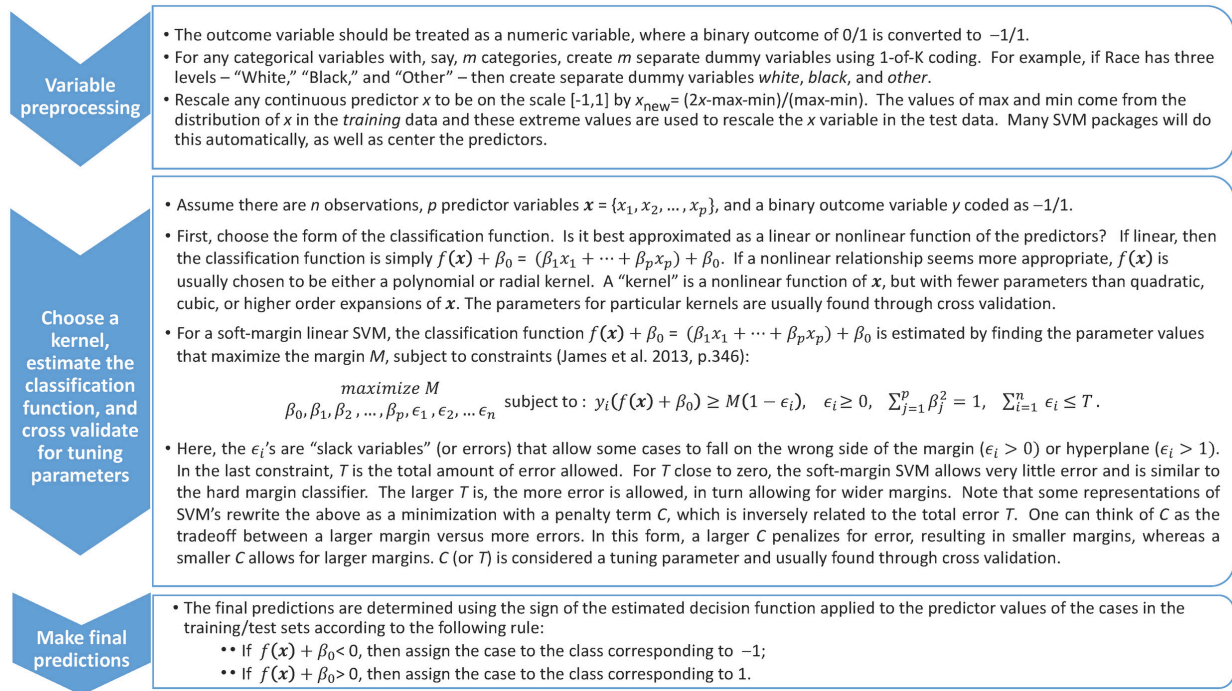 Variable
preprocessing
• The outcome variable should be treated as a numeric variable, where a binary outcome of 0/1 is converted to −1/1.
• For any categorical variables with, say, m categories, create m separate dummy variables using 1-of-K coding. For example, if Race has three
levels – “White,” “Black,” and “Other” – then create separate dummy variables white, black, and other.
• Rescale any continuous predictor x to be on the scale [-1,1] by x_new= (2x-max-min)/(max-min). The values of max and min come from the
distribution of x in the training data and these extreme values are used to rescale the x variable in the test data. Many SVM packages will do
this automatically, as well as center the predictors.
Choose a
kernel,
estimate the
classification
function, and
cross validate
for tuning
parameters
• Assume there are n observations, p predictor variables x = {x₁, x₂, … , xₚ}, and a binary outcome variable y coded as −1/1.
• First, choose the form of the classification function. Is it best approximated as a linear or nonlinear function of the predictors? If linear, then
the classification function is simply f(x) + β₀ = (β₁x₁ + ⋯ + βₚxₚ) + β₀. If a nonlinear relationship seems more appropriate, f(x) is
usually chosen to be either a polynomial or radial kernel. A “kernel” is a nonlinear function of x, but with fewer parameters than quadratic,
cubic, or higher order expansions of x. The parameters for particular kernels are usually found through cross validation.
• For a soft-margin linear SVM, the classification function f(x) + β₀ = (β₁x₁ + ⋯ + βₚxₚ) + β₀ is estimated by finding the parameter values
that maximize the margin M, subject to constraints (James et al. 2013, p.346):
maximize M
β₀, β₁, β₂ , … , βₚ, ϵ₁ , ϵ₂, … ϵₙ subject to : yᵢ(f(x) + β₀) ≥ M(1 − ϵᵢ), ϵᵢ ≥ 0, ∑ⱼ₌₁ᵖ βⱼ² = 1, ∑ᵢ₌₁ⁿ ϵᵢ ≤ T .
• Here, the ϵᵢ’s are “slack variables” (or errors) that allow some cases to fall on the wrong side of the margin (ϵᵢ > 0) or hyperplane (ϵᵢ > 1).
In the last constraint, T is the total amount of error allowed. For T close to zero, the soft-margin SVM allows very little error and is similar to
the hard margin classifier. The larger T is, the more error is allowed, in turn allowing for wider margins. Note that some representations of
SVM’s rewrite the above as a minimization with a penalty term C, which is inversely related to the total error T. One can think of C as the
tradeoff between a larger margin versus more errors. In this form, a larger C penalizes for error, resulting in smaller margins, whereas a
smaller C allows for larger margins. C (or T) is considered a tuning parameter and usually found through cross validation.
Make final
predictions
• The final predictions are determined using the sign of the estimated decision function applied to the predictor values of the cases in the
training/test sets according to the following rule:
•• If f(x) + β₀< 0, then assign the case to the class corresponding to −1;
•• If f(x) + β₀> 0, then assign the case to the class corresponding to 1.